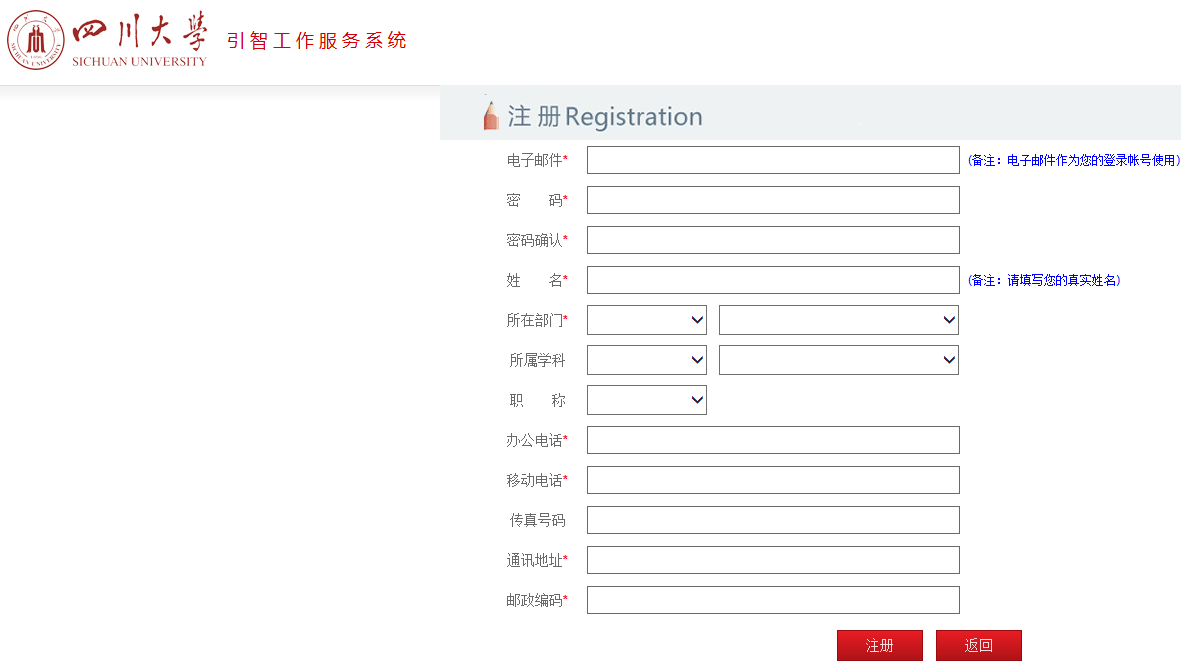 四川大学
SICHUAN UNIVERSITY
引智工作服务系统
注 册 Registration
电子邮件* (备注：电子邮件作为您的登录帐号使用)
密 码*
密码确认*
姓 名* (备注：请填写您的真实姓名)
所在部门*
所属学科
职 称
办公电话*
移动电话*
传真号码
通讯地址*
邮政编码*
注册 返回